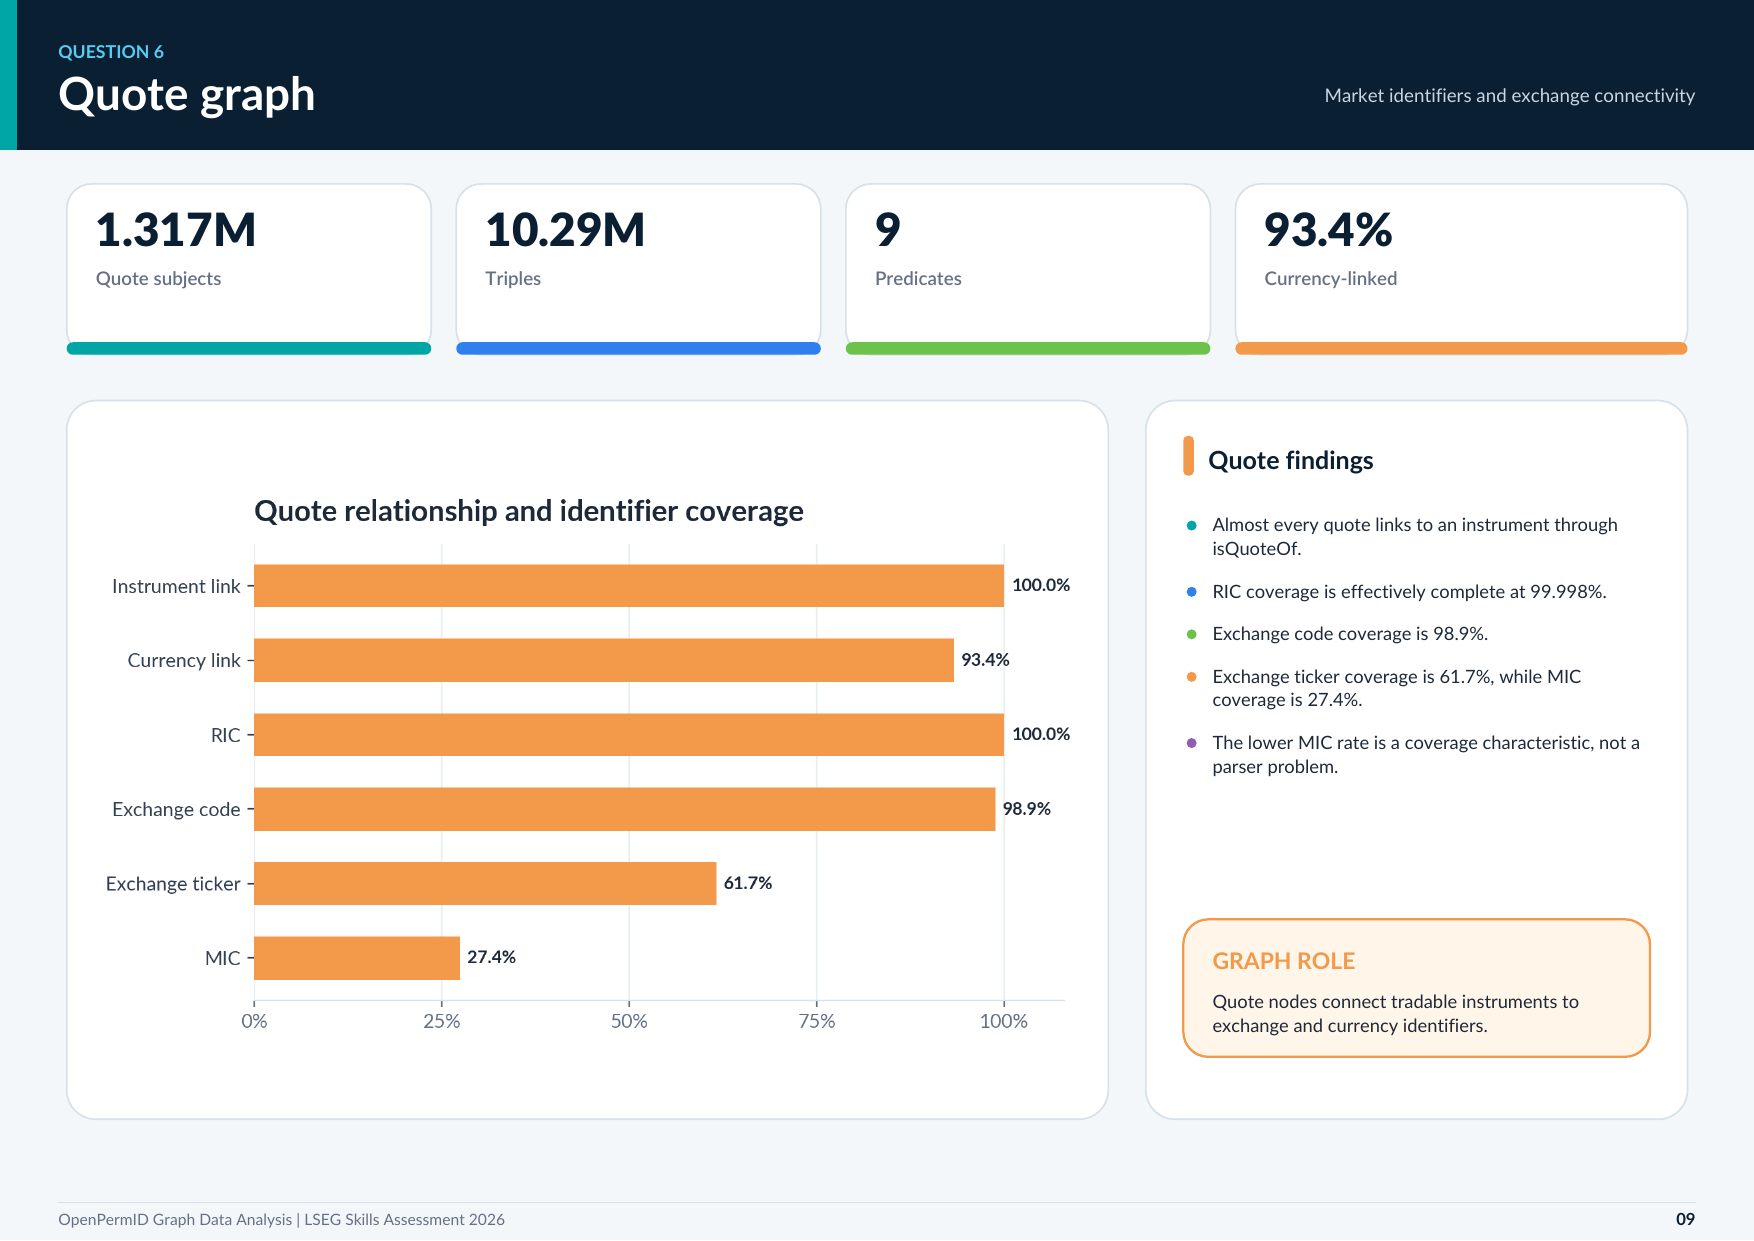 QUESTION 6
Quote graph
Market identifiers and exchange connectivity
1.317M
Quote subjects
10.29M
Triples
9
Predicates
93.4%
Currency-linked
Quote relationship and identifier coverage
Instrument link
100.0%
Currency link
93.4%
RIC
100.0%
Exchange code
98.9%
Exchange ticker
61.7%
MIC
27.4%
0%
25%
50%
75%
100%
Quote findings
Almost every quote links to an instrument through
isQuoteOf.
RIC coverage is effectively complete at 99.998%.
Exchange code coverage is 98.9%.
Exchange ticker coverage is 61.7%, while MIC
coverage is 27.4%.
The lower MIC rate is a coverage characteristic, not a
parser problem.
GRAPH ROLE
Quote nodes connect tradable instruments to
exchange and currency identifiers.
OpenPermID Graph Data Analysis | LSEG Skills Assessment 2026
09